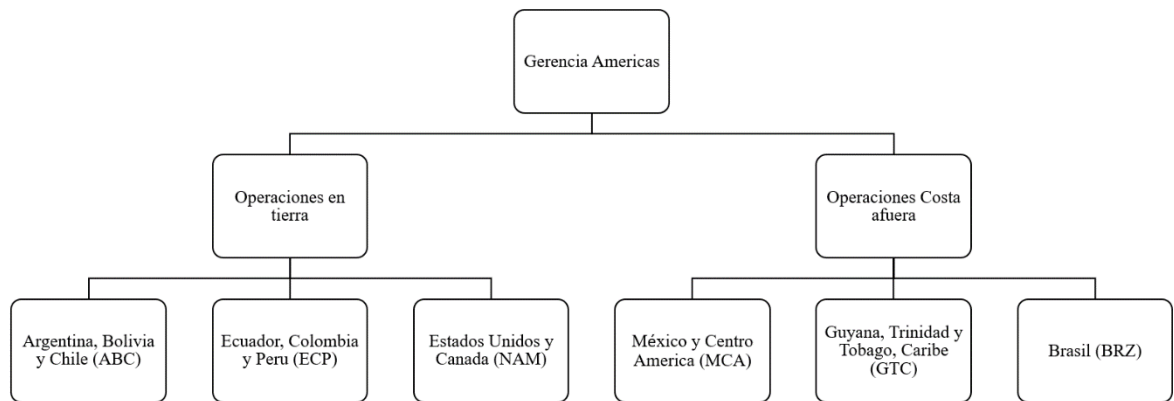 Gerencia Americas
Operaciones en
tierra
Operaciones Costa
afuera
Argentina, Bolivia
y Chile (ABC)
Ecuador, Colombia
y Peru (ECP)
Estados Unidos y
Canada (NAM)
México y Centro
America (MCA)
Guyana, Trinidad y
Tobago, Caribe
(GTC)
Brasil (BRZ)